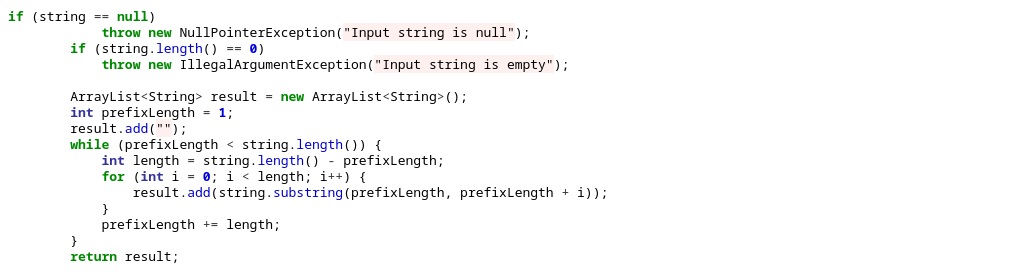 if (string == null)
            throw new NullPointerException("Input string is null");
        if (string.length() == 0)
            throw new IllegalArgumentException("Input string is empty");

        ArrayList<String> result = new ArrayList<String>();
        int prefixLength = 1;
        result.add("");
        while (prefixLength < string.length()) {
            int length = string.length() - prefixLength;
            for (int i = 0; i < length; i++) {
                result.add(string.substring(prefixLength, prefixLength + i));
            }
            prefixLength += length;
        }
        return result;